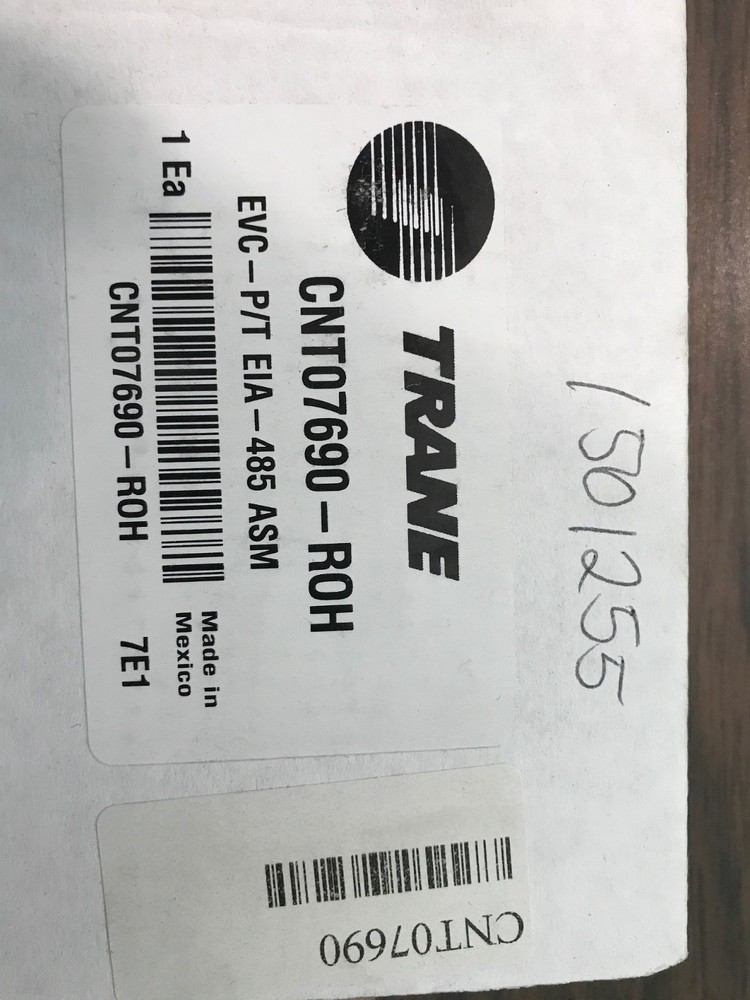 1501255
TRANE
CNT07690-ROH
EVC-P/T EIA-485 ASM
1 Ea
Made in
Mexico
CNT07690-ROH 7E1
CNT07690